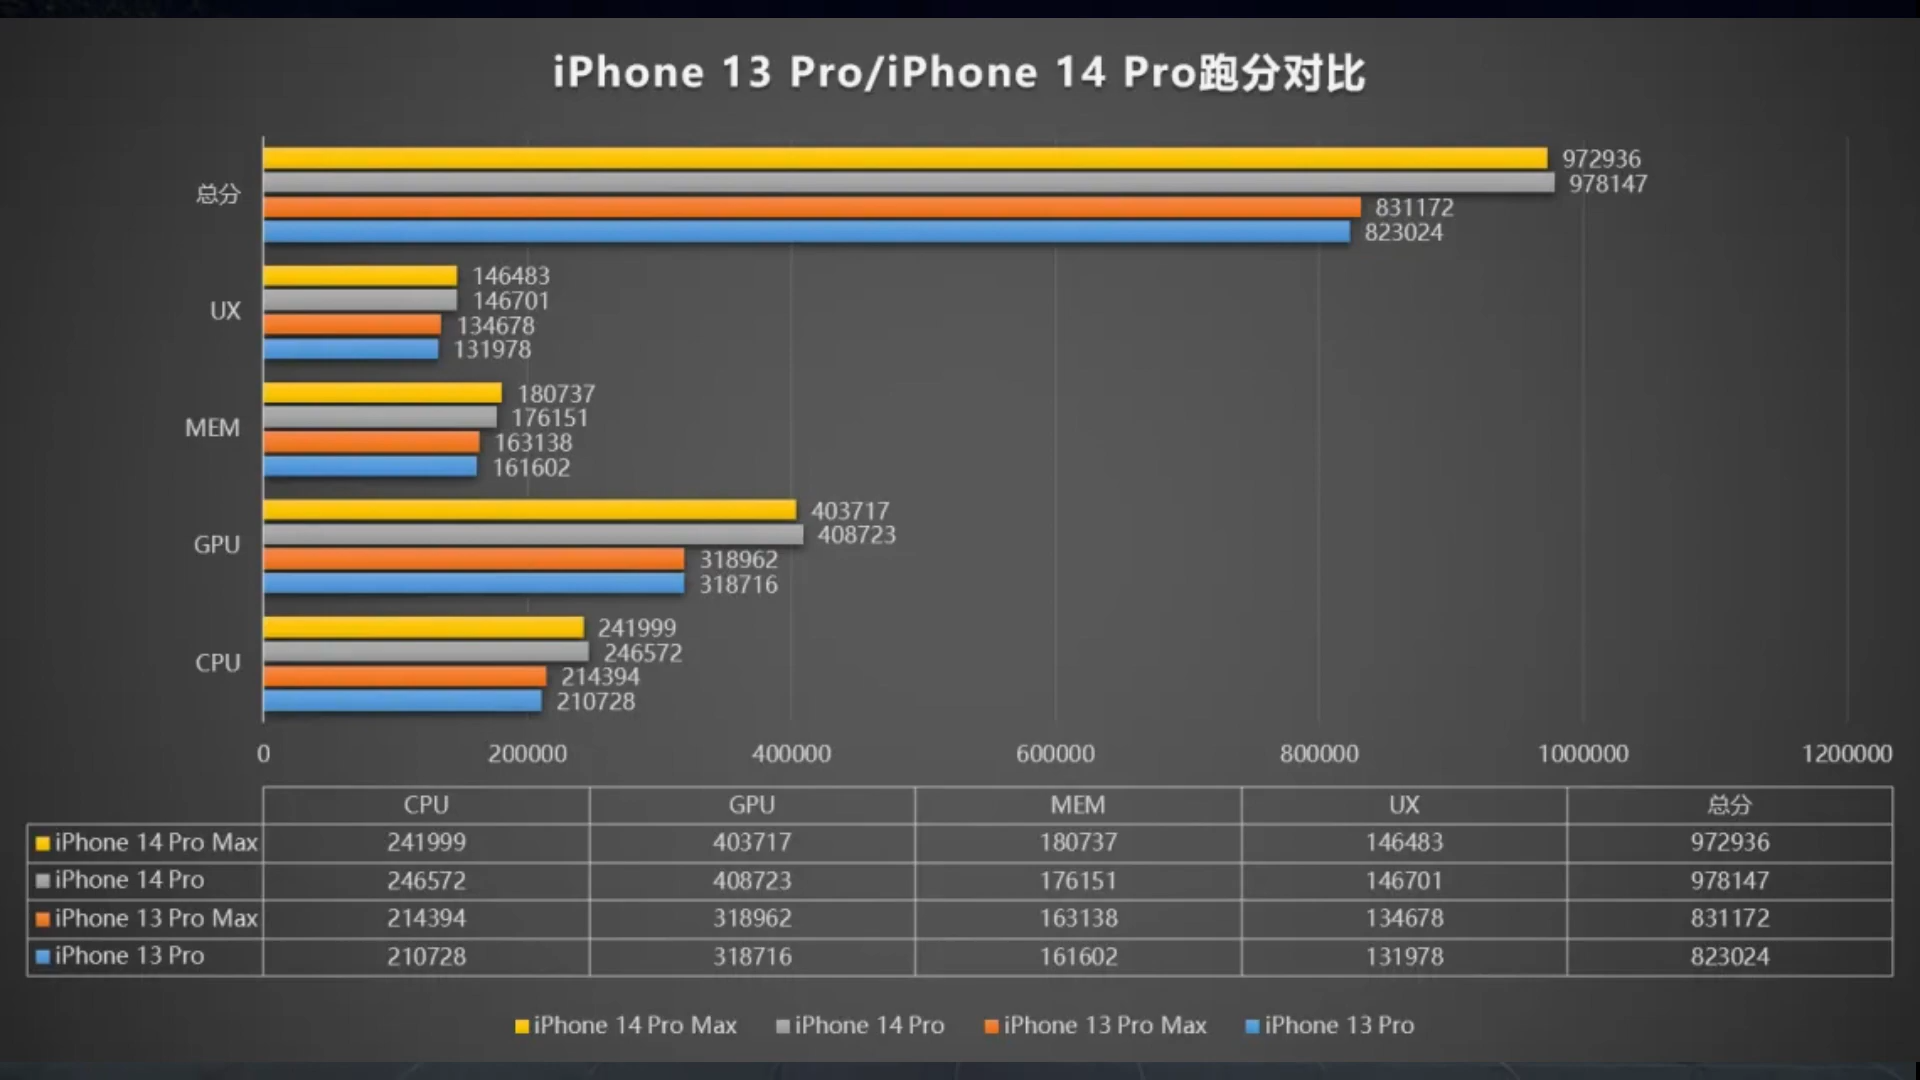 iPhone 13 Pro/iPhone 14 Pro跑分对比
总分
972936
978147
831172
823024
UX
146483
146701
134678
131978
MEM
180737
176151
163138
161602
GPU
403717
408723
318962
318716
CPU
241999
246572
214394
210728
0 200000 400000 600000 800000 1000000 1200000
CPU GPU MEM UX 总分
iPhone 14 Pro Max 241999 403717 180737 146483 972936
iPhone 14 Pro 246572 408723 176151 146701 978147
iPhone 13 Pro Max 214394 318962 163138 134678 831172
iPhone 13 Pro 210728 318716 161602 131978 823024
iPhone 14 Pro Max iPhone 14 Pro iPhone 13 Pro Max iPhone 13 Pro